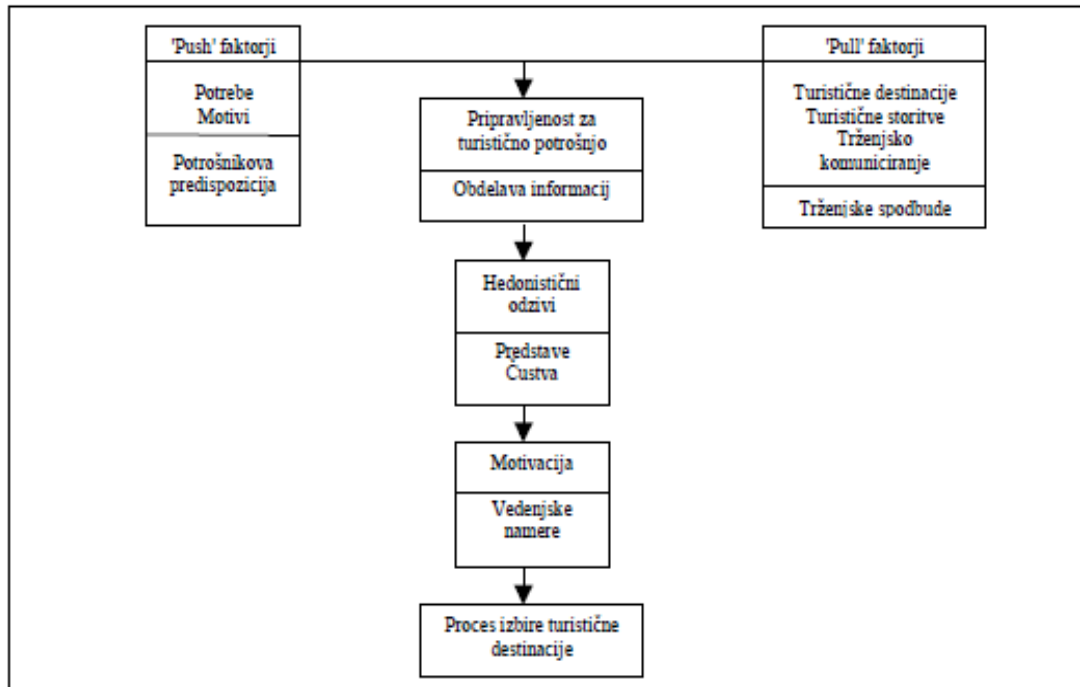 'Push' faktorji
Potrebe
Motivi
Potrošnikova
predispozicija
'Pull' faktorji
Turistične destinacije
Turistične storitve
Trženjsko
komuniciranje
Trženjske spodbude
Pripravljenost za
turistično potrošnjo
Obdelava informacij
Hedonistični
odzivi
Predstave
Čustva
Motivacija
Vedenjske
namere
Proces izbire turistične
destinacije